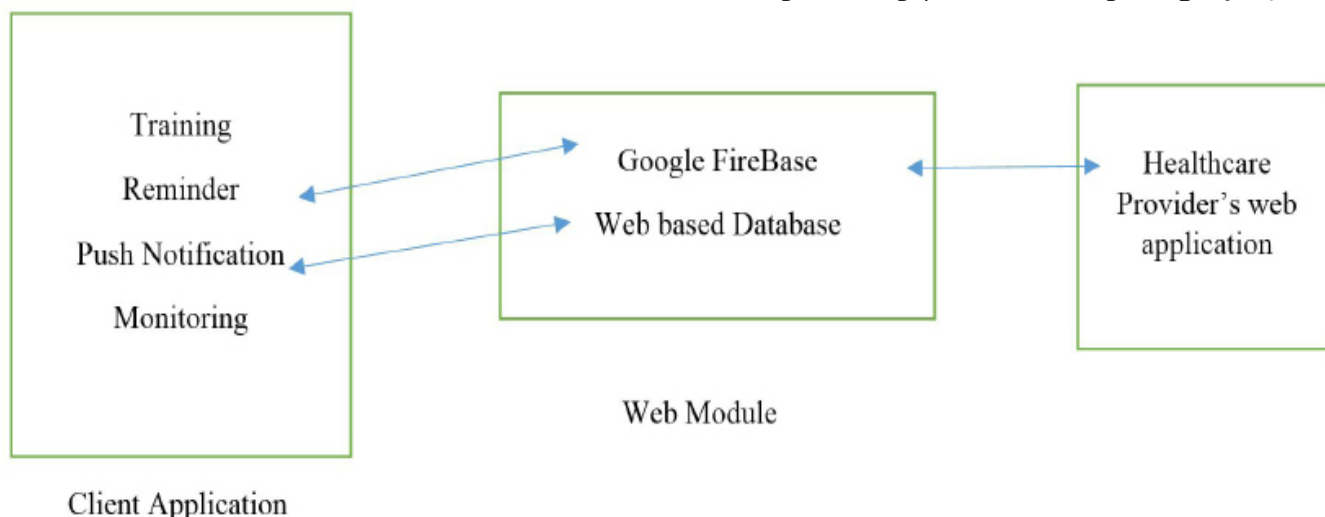 Training
Reminder
Push Notification
Monitoring
Client Application
Google FireBase
Web based Database
Web Module
Healthcare
Provider's web
application